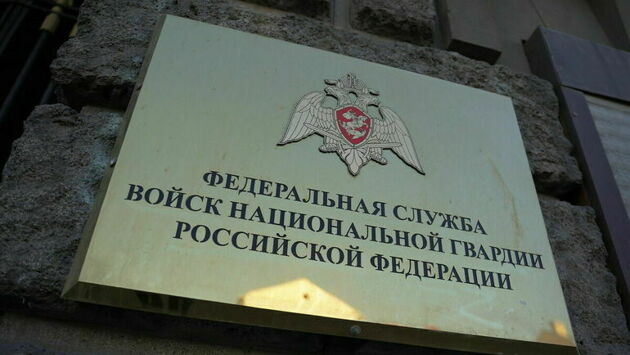 ФЕДЕРАЛЬНАЯ СЛУЖБА
ВОЙСК НАЦИОНАЛЬНОЙ ГВАРДИИ
РОССИЙСКОЙ ФЕДЕРАЦИИ